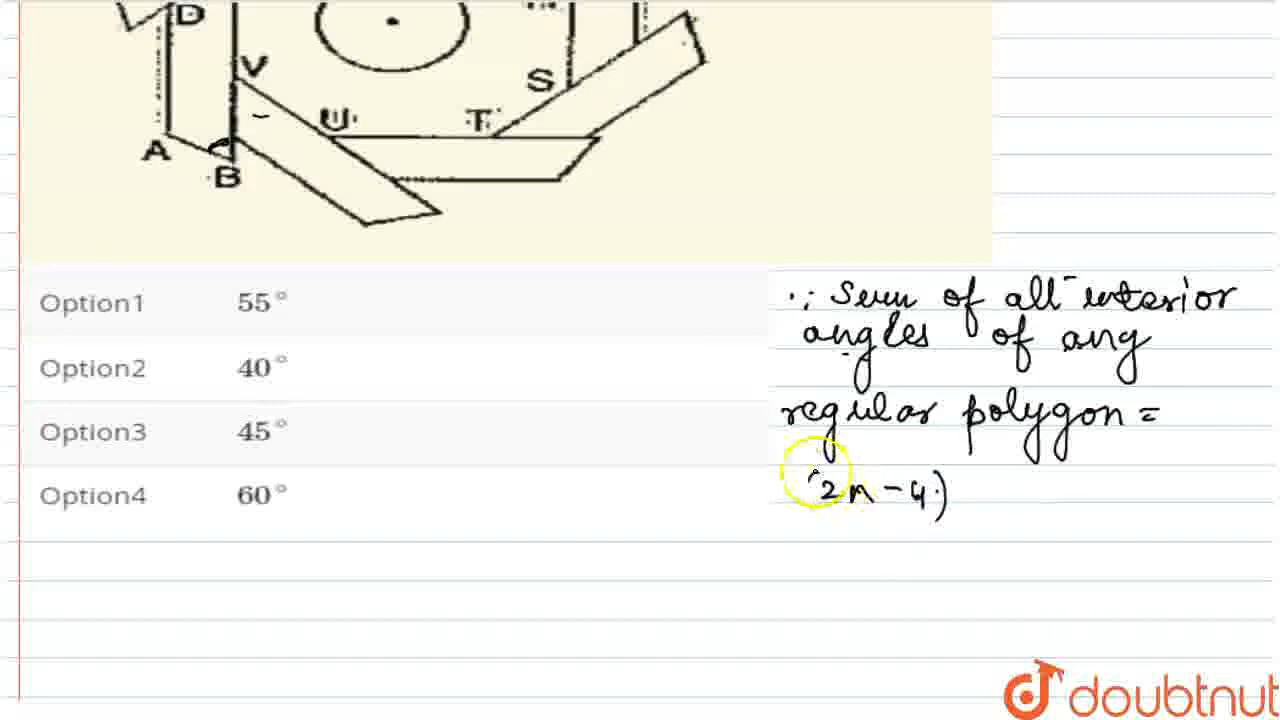 D
V
S
U
T
A
B
Option1 55°
Option2 40°
Option3 45°
Option4 60°
∵ Sum of all interior
angles of any
regular polygon =
(2n-4)
doubtnut